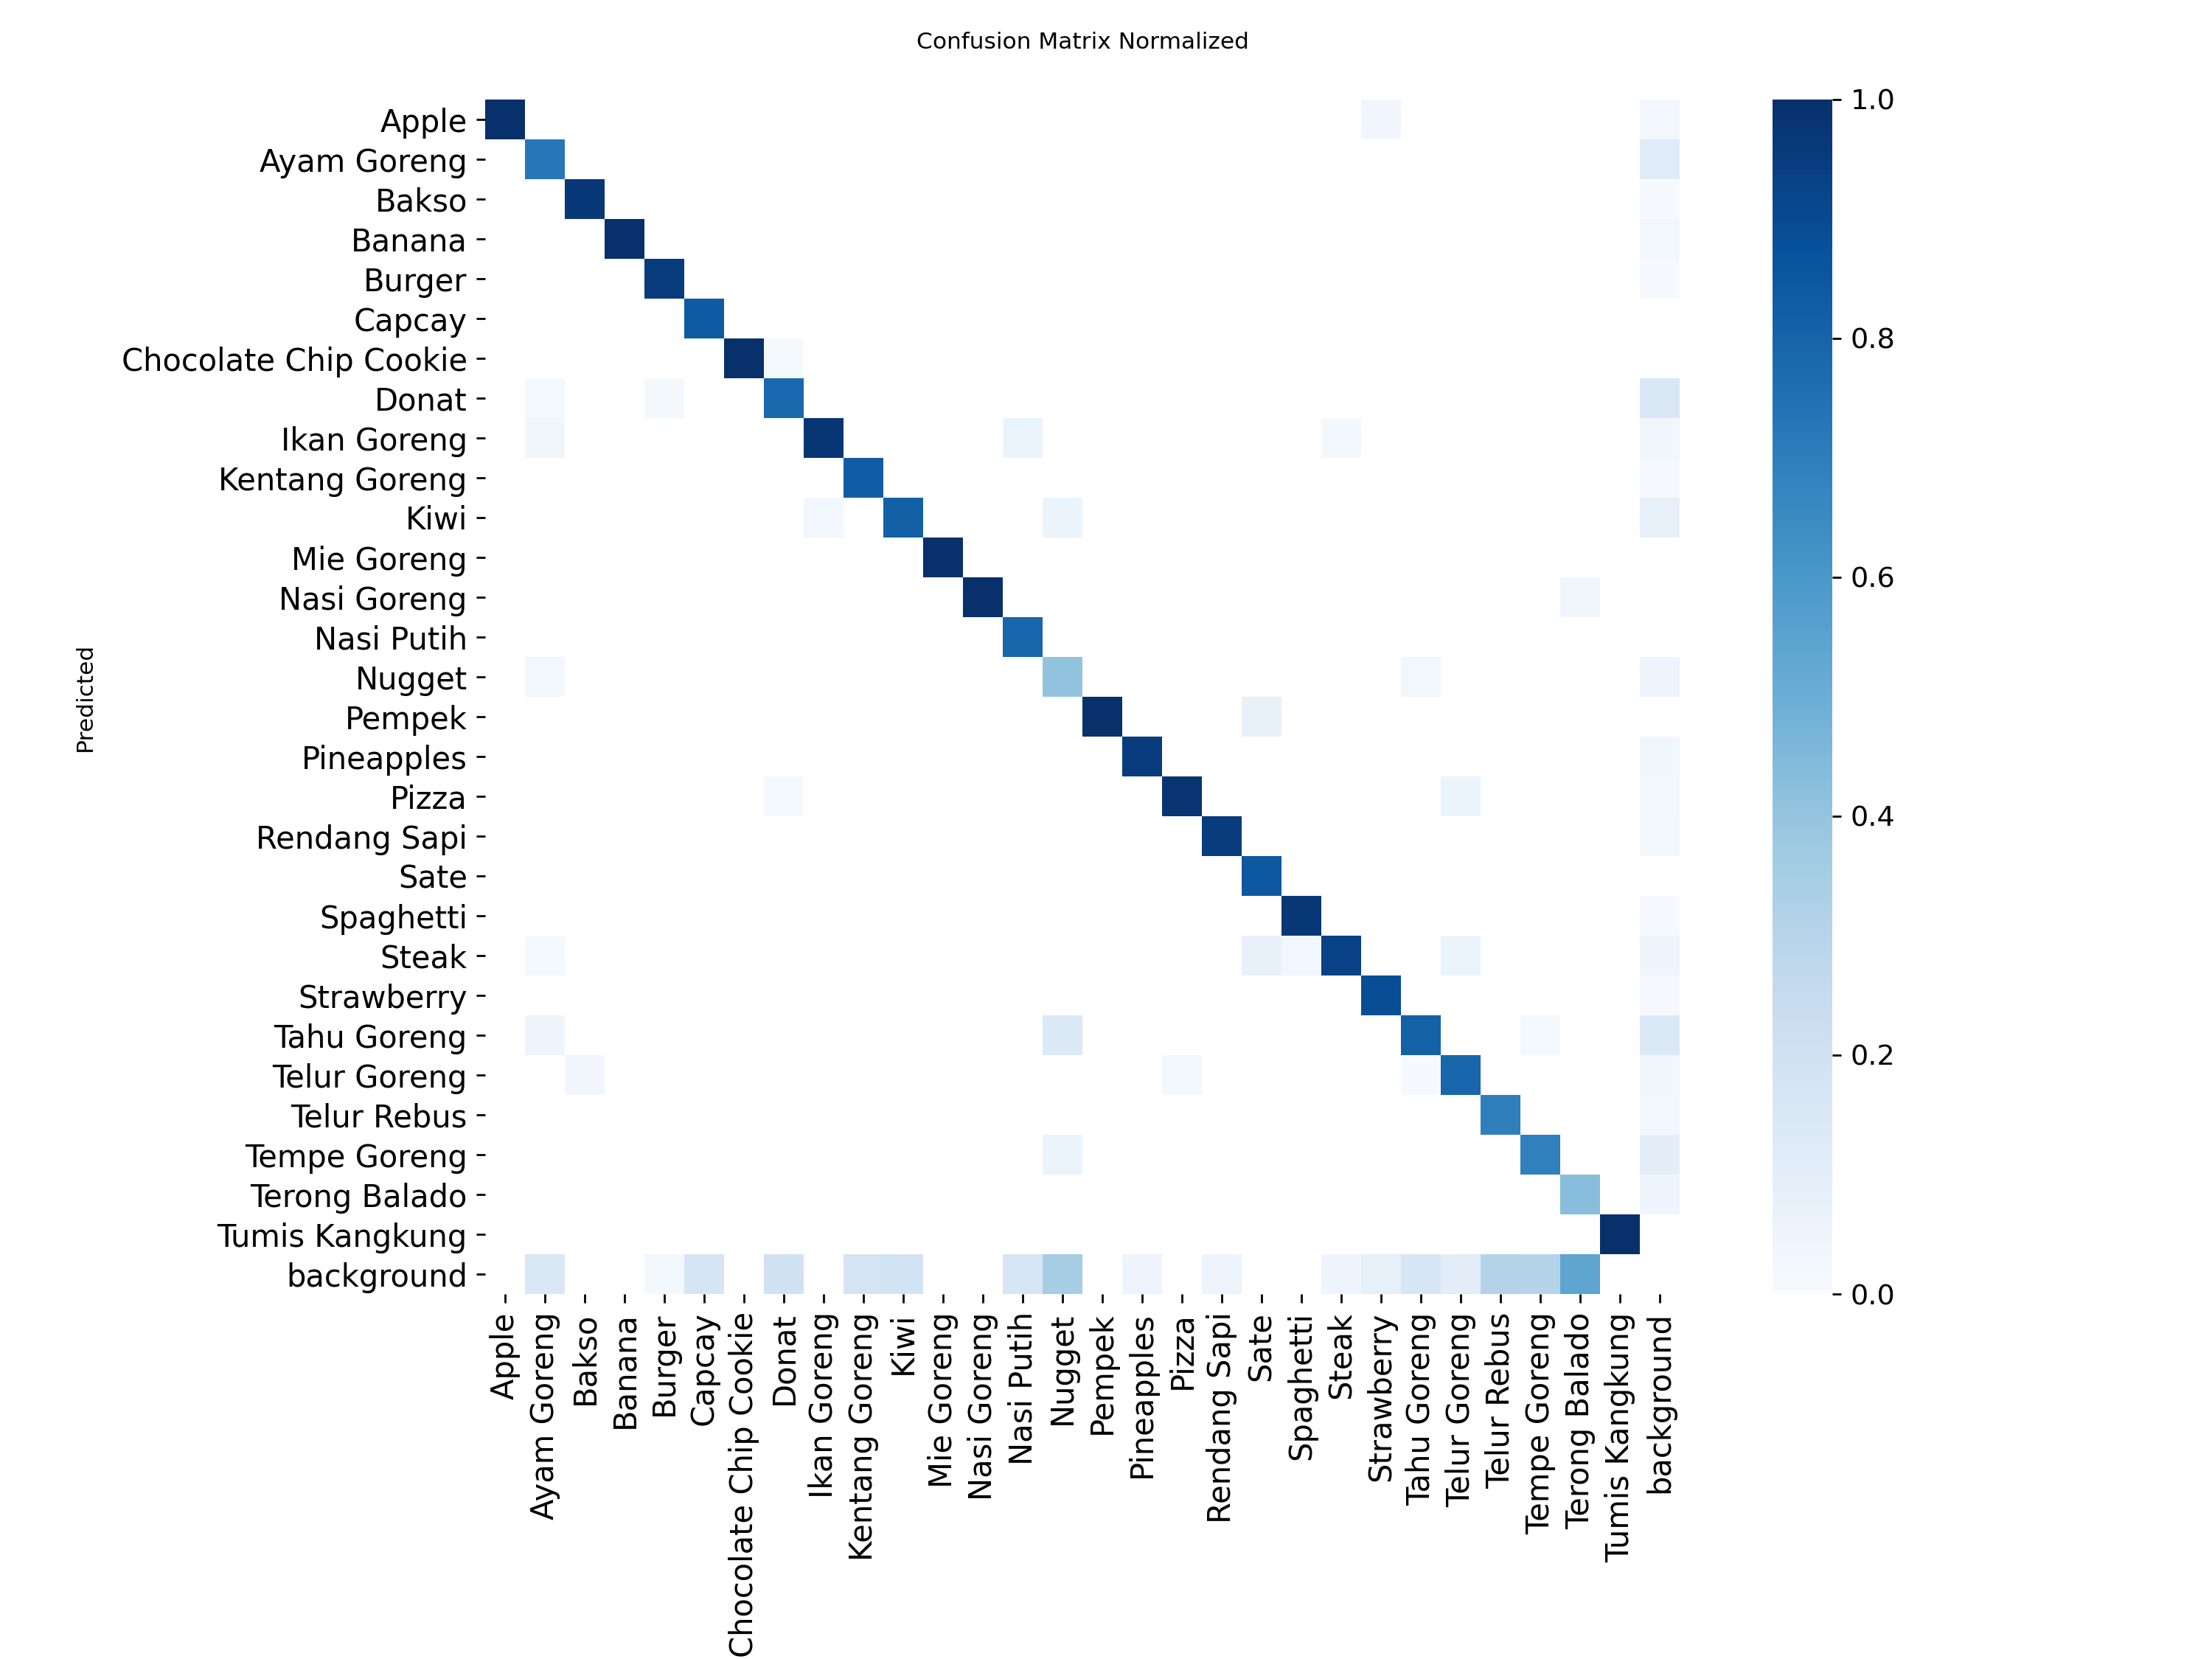 Confusion Matrix Normalized
Predicted
Apple
Ayam Goreng
Bakso
Banana
Burger
Capcay
Chocolate Chip Cookie
Donat
Ikan Goreng
Kentang Goreng
Kiwi
Mie Goreng
Nasi Goreng
Nasi Putih
Nugget
Pempek
Pineapples
Pizza
Rendang Sapi
Sate
Spaghetti
Steak
Strawberry
Tahu Goreng
Telur Goreng
Telur Rebus
Tempe Goreng
Terong Balado
Tumis Kangkung
background
Apple
Ayam Goreng
Bakso
Banana
Burger
Capcay
Chocolate Chip Cookie
Donat
Ikan Goreng
Kentang Goreng
Kiwi
Mie Goreng
Nasi Goreng
Nasi Putih
Nugget
Pempek
Pineapples
Pizza
Rendang Sapi
Sate
Spaghetti
Steak
Strawberry
Tahu Goreng
Telur Goreng
Telur Rebus
Tempe Goreng
Terong Balado
Tumis Kangkung
background
1.0
0.8
0.6
0.4
0.2
0.0